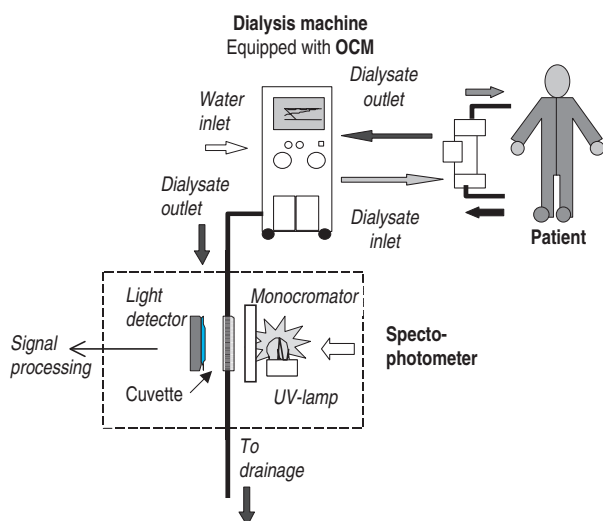 Dialysis machine
Equipped with OCM
Dialysate
outlet
Water
inlet
Dialysate
outlet
Dialysate
inlet
Patient
Light
detector
Monocromator
Specto-
photometer
Signal
processing
Cuvette
UV-lamp
To
drainage